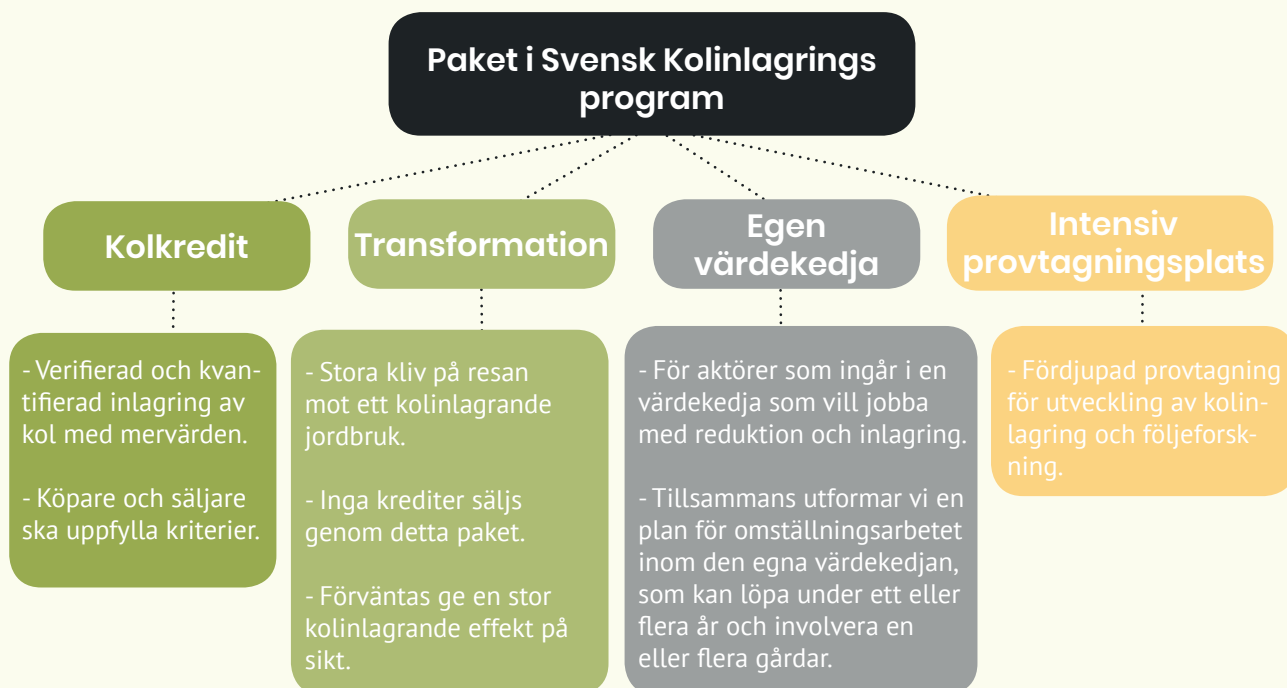 Paket i Svensk Kolinlagrings
program
Kolkredit
Transformation
Egen
värdekedja
Intensiv
provtagningsplats
- Verifierad och kvan-
tifierad inlagring av
kol med mervärden.
- Köpare och säljare
ska uppfylla kriterier.
- Stora kliv på resan
mot ett kolinlagrande
jordbruk.
- Inga krediter säljs
genom detta paket.
- Förväntas ge en stor
kolinlagrande effekt på
sikt.
- För aktörer som ingår i en
värdekedja som vill jobba
med reduktion och inlagring.
- Tillsammans utformar vi en
plan för omställningsarbetet
inom den egna värdekedjan,
som kan löpa under ett eller
flera år och involvera en
eller flera gårdar.
- Fördjupad provtagning
för utveckling av kolin-
lagring och följeforsk-
ning.